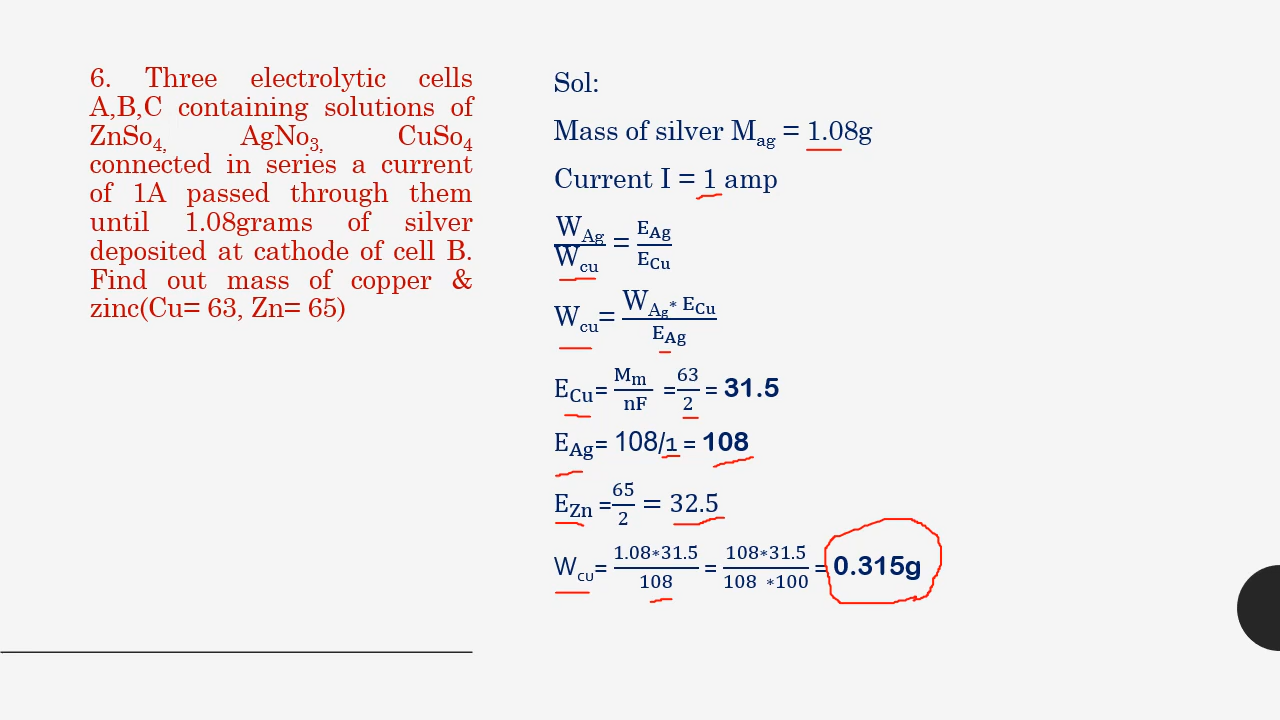 6. Three electrolytic cells
A,B,C containing solutions of
ZnSo4, AgNo3, CuSo4
connected in series a current
of 1A passed through them
until 1.08grams of silver
deposited at cathode of cell B.
Find out mass of copper &
zinc(Cu= 63, Zn= 65)
Sol:
Mass of silver Mag = 1.08g
Current I = 1 amp
WAg/Wcu = EAg/ECu
Wcu= WAg* ECu/EAg
ECu= Mm/nF =63/2 = 31.5
EAg= 108/1 = 108
EZn =65/2 = 32.5
Wcu= 1.08*31.5/108 = 108*31.5/108 *100 = 0.315g